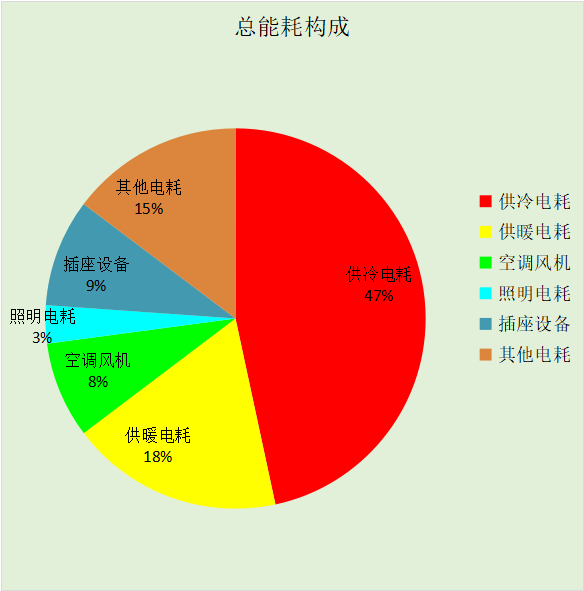 总能耗构成
其他电耗
15%
插座设备
9%
照明电耗
3%
空调风机
8%
供暖电耗
18%
供冷电耗
47%
供冷电耗
供暖电耗
空调风机
照明电耗
插座设备
其他电耗